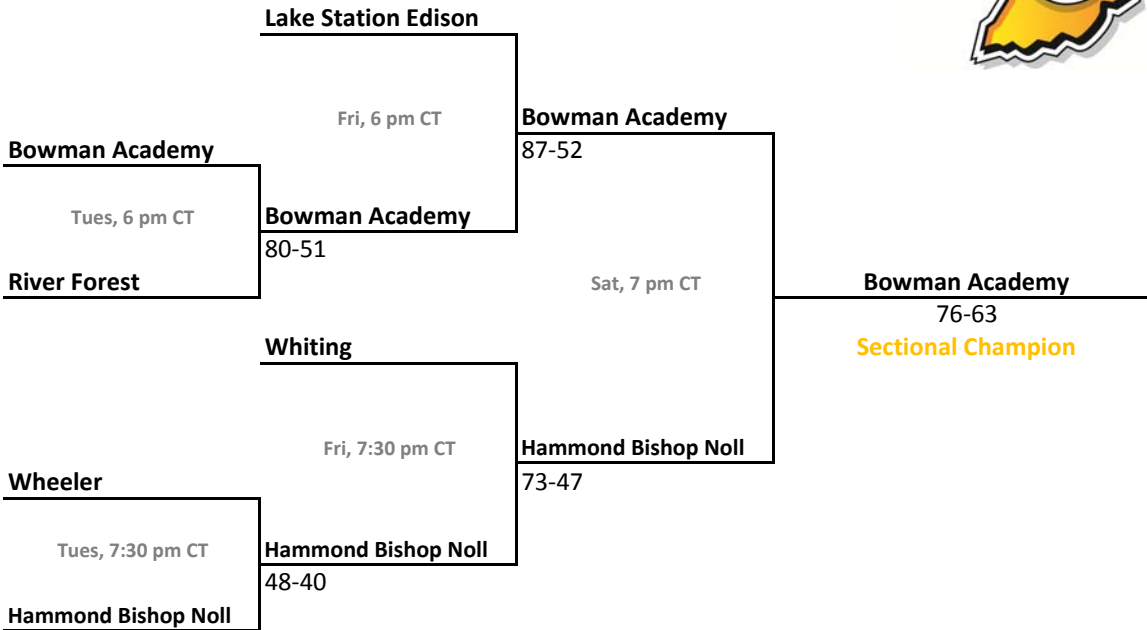 Lake Station Edison
Fri, 6 pm CT
Bowman Academy
Bowman Academy
87-52
Tues, 6 pm CT
Bowman Academy
80-51
River Forest
Sat, 7 pm CT
Bowman Academy
76-63
Whiting
Sectional Champion
Fri, 7:30 pm CT
Hammond Bishop Noll
Wheeler
73-47
Tues, 7:30 pm CT
Hammond Bishop Noll
48-40
Hammond Bishop Noll